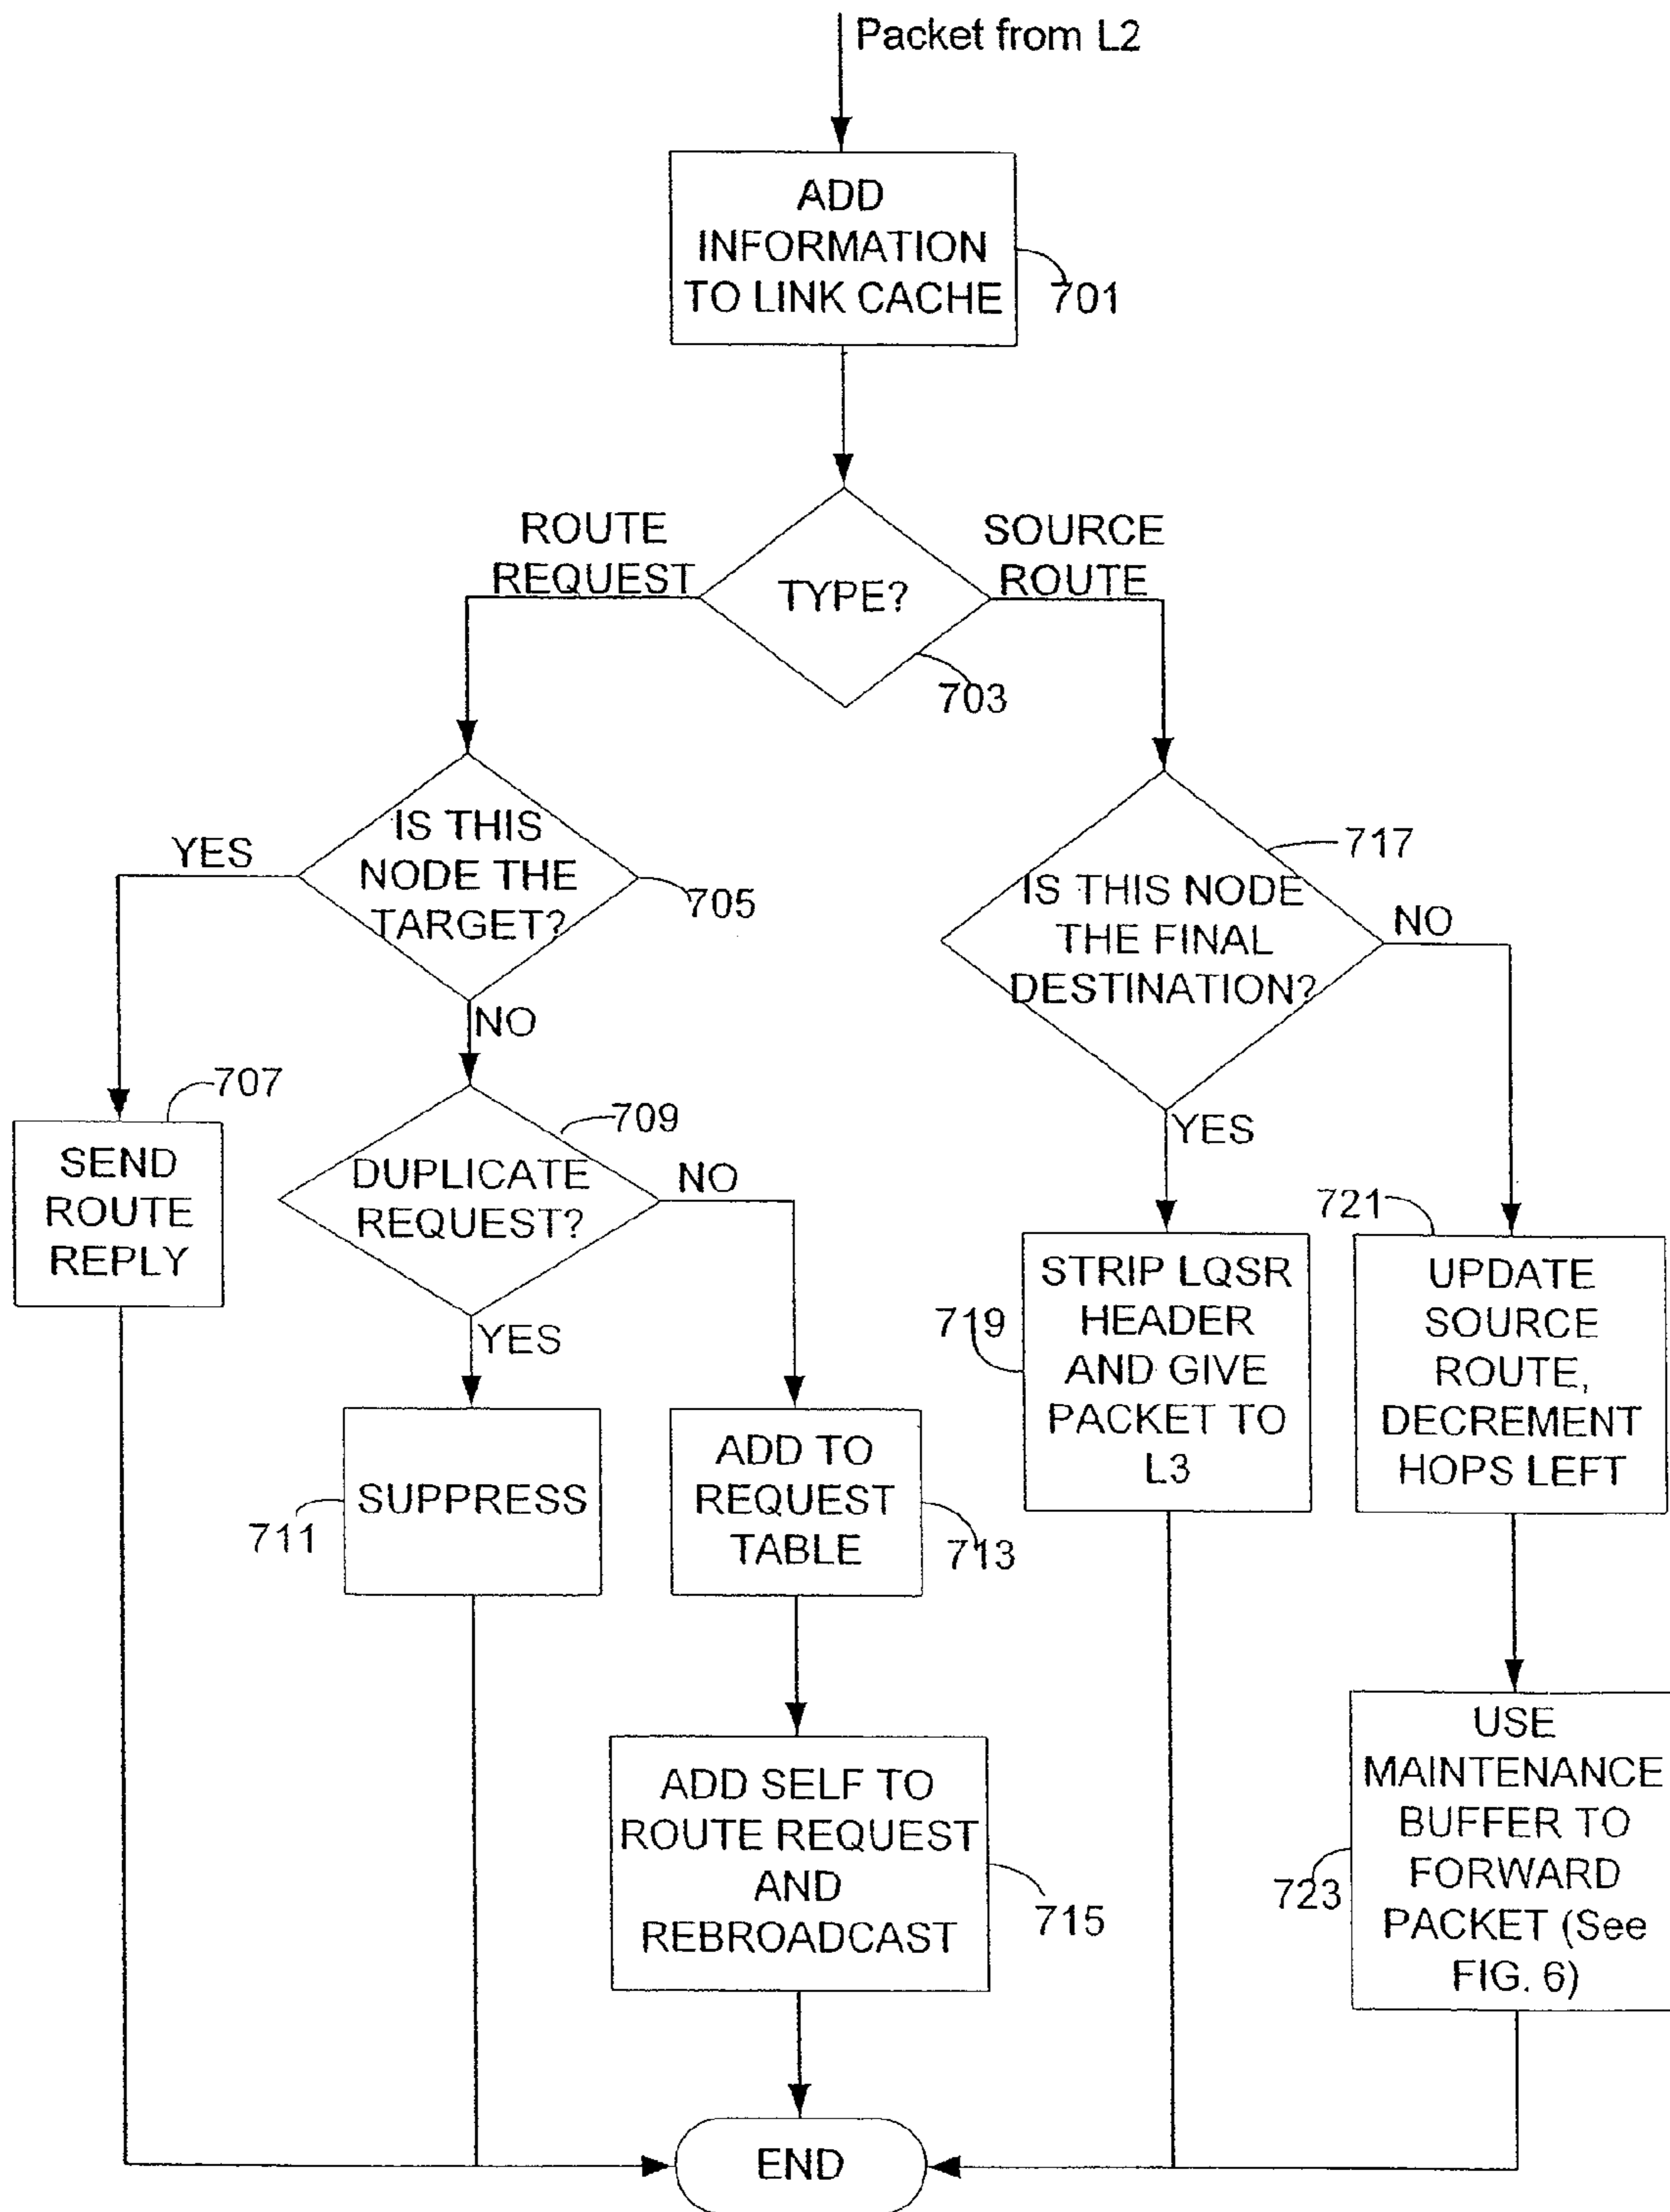 Packet from L2
ADD
INFORMATION
TO LINK CACHE
701
ROUTE
REQUEST
SOURCE
ROUTE
TYPE?
703
IS THIS
NODE THE
TARGET?
YES
705
NO
717
IS THIS NODE
THE FINAL
DESTINATION?
NO
YES
707
SEND
ROUTE
REPLY
709
DUPLICATE
REQUEST?
NO
YES
711
SUPPRESS
ADD TO
REQUEST
TABLE
713
719
STRIP LQSR
HEADER
AND GIVE
PACKET TO
L3
721
UPDATE
SOURCE
ROUTE,
DECREMENT
HOPS LEFT
ADD SELF TO
ROUTE REQUEST
AND
REBROADCAST
715
723
USE
MAINTENANCE
BUFFER TO
FORWARD
PACKET (See
FIG. 6)
END